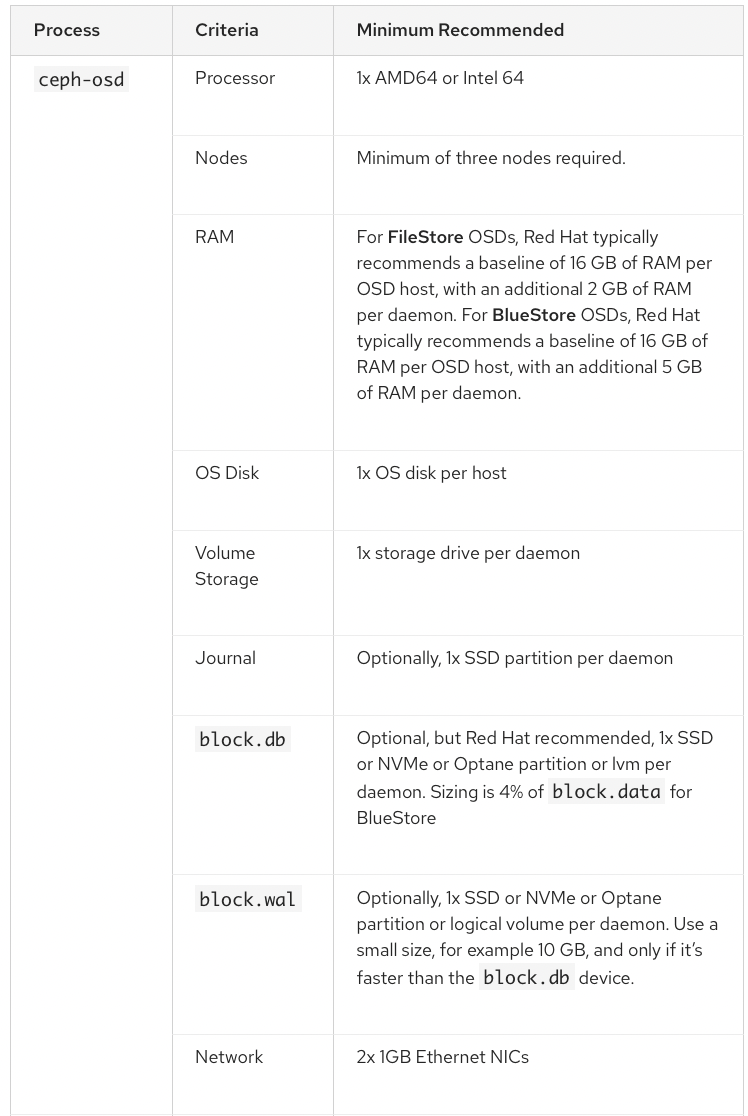 Process Criteria Minimum Recommended
ceph-osd Processor 1x AMD64 or Intel 64
Nodes Minimum of three nodes required.
RAM For FileStore OSDs, Red Hat typically
recommends a baseline of 16 GB of RAM per
OSD host, with an additional 2 GB of RAM
per daemon. For BlueStore OSDs, Red Hat
typically recommends a baseline of 16 GB of
RAM per OSD host, with an additional 5 GB
of RAM per daemon.
OS Disk 1x OS disk per host
Volume 1x storage drive per daemon
Storage
Journal Optionally, 1x SSD partition per daemon
block.db Optional, but Red Hat recommended, 1x SSD
or NVMe or Optane partition or lvm per
daemon. Sizing is 4% of block.data for
BlueStore
block.wal Optionally, 1x SSD or NVMe or Optane
partition or logical volume per daemon. Use a
small size, for example 10 GB, and only if it’s
faster than the block.db device.
Network 2x 1GB Ethernet NICs